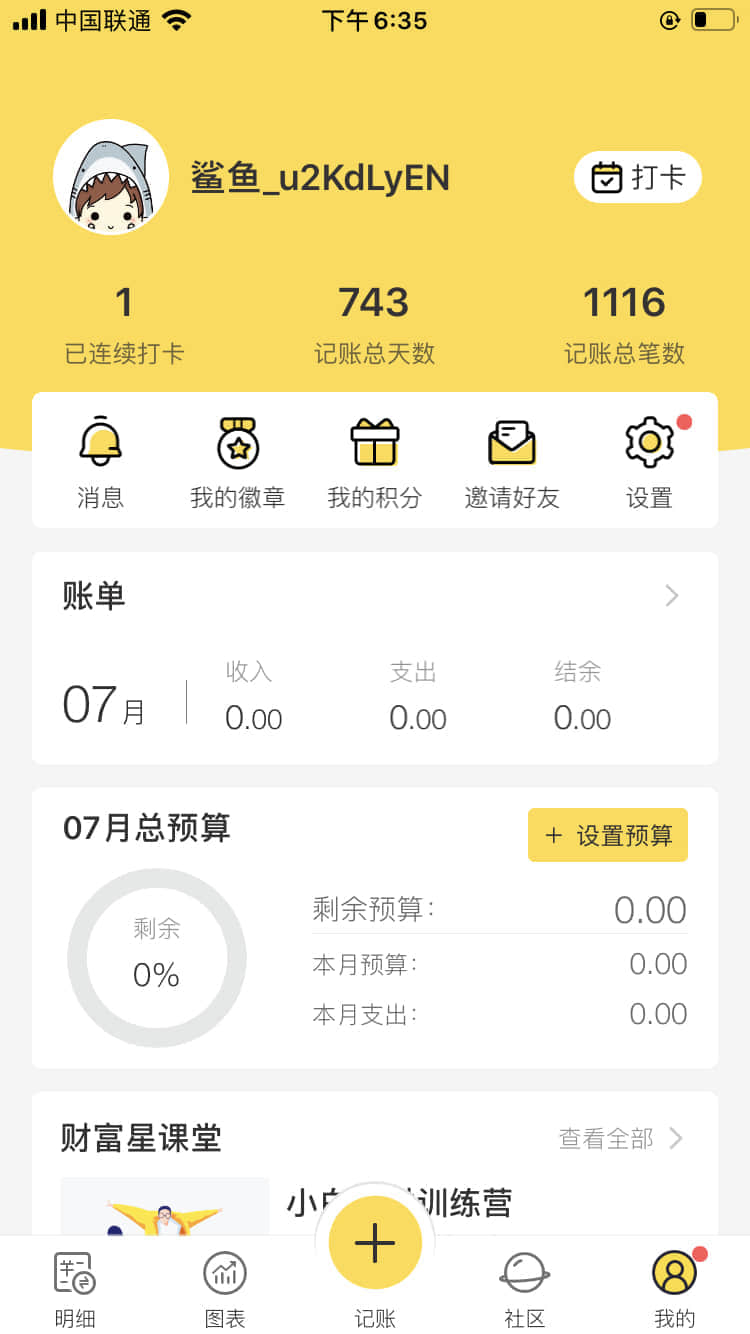 中国联通 下午6:35
鲨鱼_u2KdLyEN 打卡
1 743 1116
已连续打卡 记账总天数 记账总笔数
消息 我的徽章 我的积分 邀请好友 设置
账单
收入 支出 结余
07月 0.00 0.00 0.00
07月总预算 + 设置预算
剩余 0%
剩余预算: 0.00
本月预算: 0.00
本月支出: 0.00
财富星课堂 查看全部
小 训练营
明细 图表 记账 社区 我的